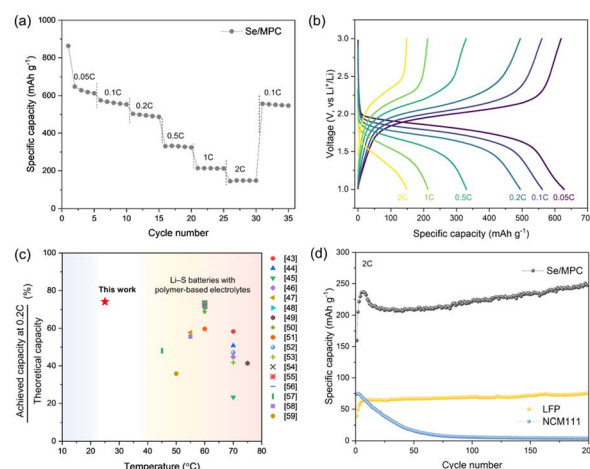 (a)
Se/MPC
1000
800
600
400
200
0
0.05C
0.1C
0.2C
0.5C
1C
2C
0.1C
0 5 10 15 20 25 30 35
Cycle number
Specific capacity (mAh g⁻¹)
(b)
3.0
2.5
2.0
1.5
1.0
Voltage (V, vs Li⁺/Li)
2C 1C 0.5C 0.2C 0.1C 0.05C
0 100 200 300 400 500 600 700
Specific capacity (mAh g⁻¹)
(c)
100
80
60
40
20
0
Achieved capacity at 0.2C (%)
Theoretical capacity
This work
Li–S batteries with
polymer-based electrolytes
[43]
[44]
[45]
[46]
[47]
[48]
[49]
[50]
[51]
[52]
[53]
[54]
[55]
[56]
[57]
[58]
[59]
10 20 30 40 50 60 70 80
Temperature (°C)
(d)
2C
Se/MPC
LFP
NCM111
300
250
200
150
100
50
0
Specific capacity (mAh g⁻¹)
0 50 100 150 200
Cycle number